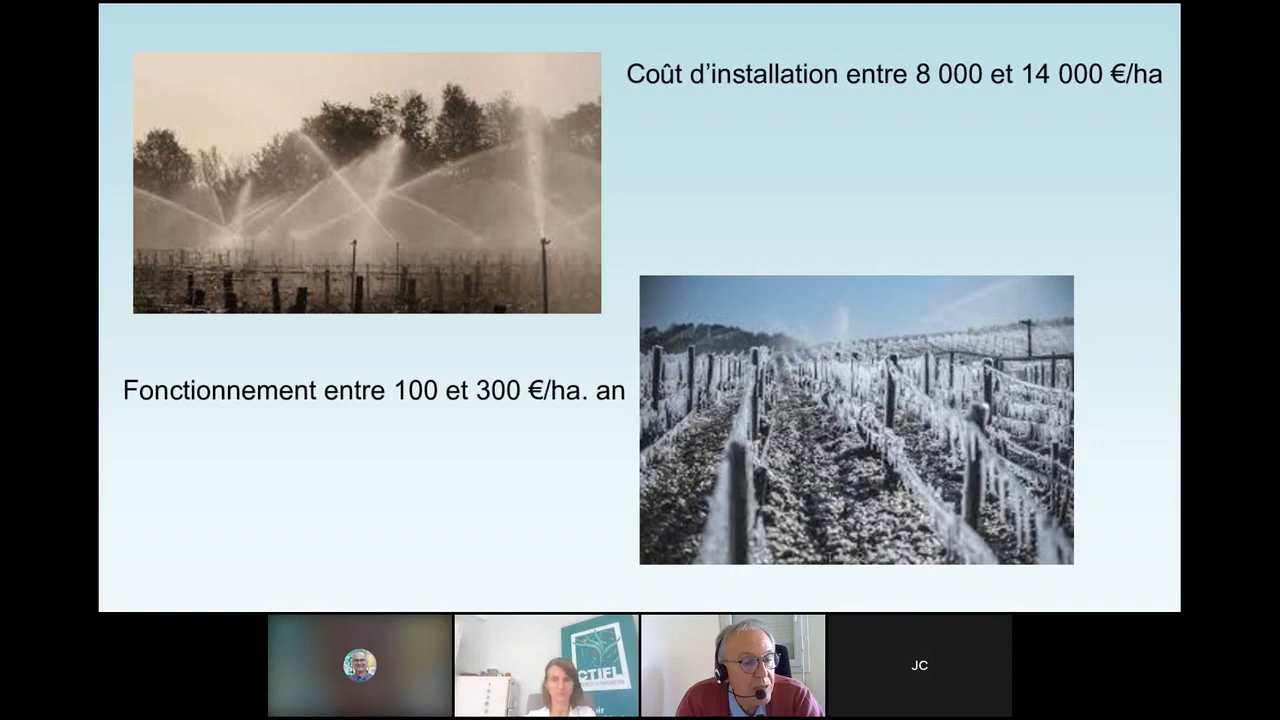 Coût d’installation entre 8 000 et 14 000 €/ha
Fonctionnement entre 100 et 300 €/ha. an
CTIFL
JC